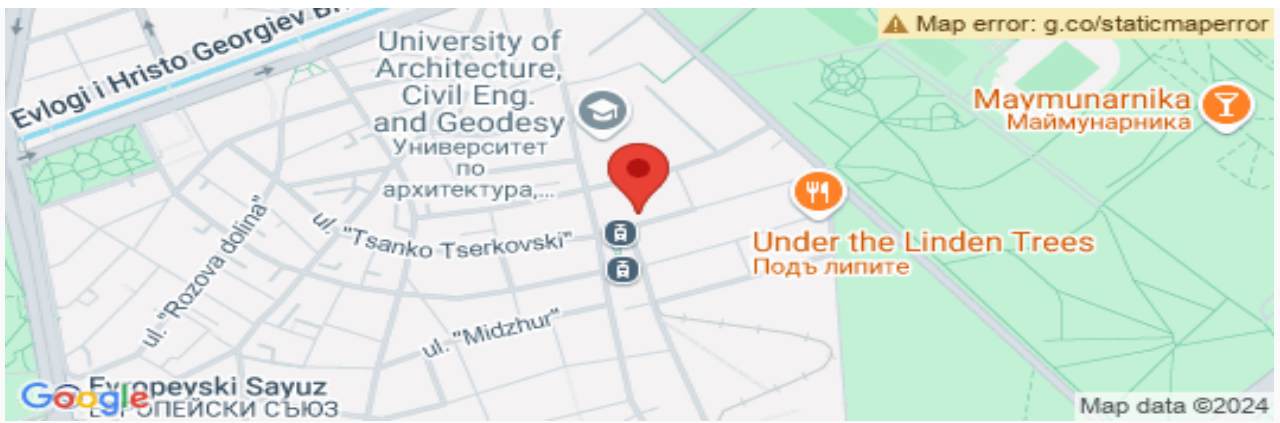 Map error: g.co/staticmaperror
Evlogi i Hristo Georgiev
University of
Architecture,
Civil Eng.
and Geodesy
Университет
по
архитектура,...
Maymunarnika
Маймунарника
ul. "Rozova dolina"
ul. "Tsanko Tserkovski"
Under the Linden Trees
Подъ липите
ul. "Midzhur"
Evropeyski Sayuz
ЕВРОПЕЙСКИ СЪЮЗ
Google
Map data ©2024